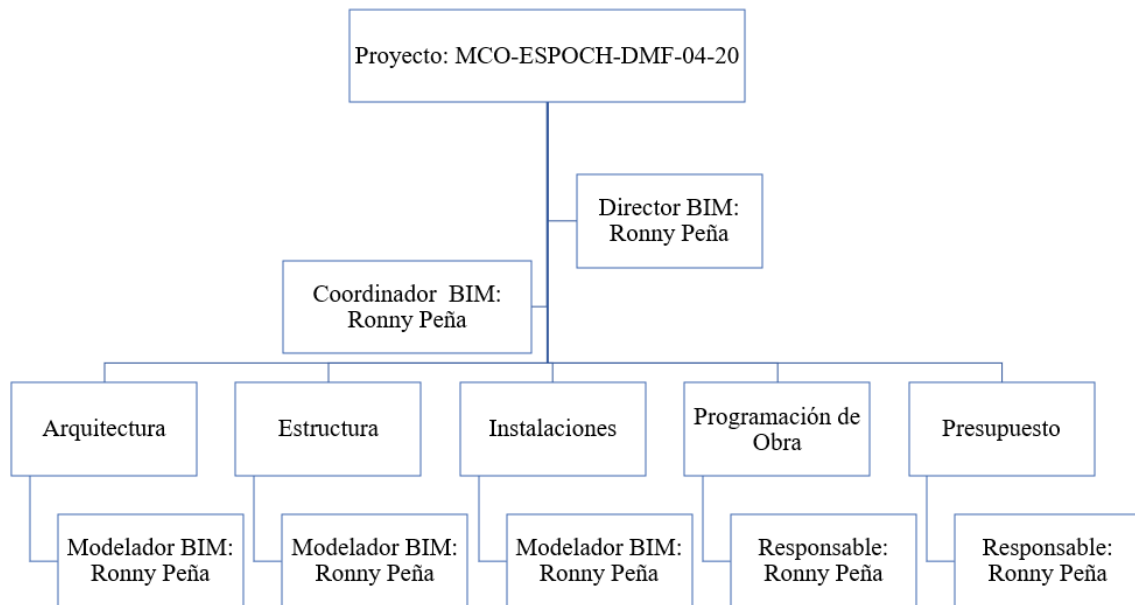 Proyecto: MCO-ESPOCH-DMF-04-20
Director BIM:
Ronny Peña
Coordinador BIM:
Ronny Peña
Arquitectura
Estructura
Instalaciones
Programación de
Obra
Presupuesto
Modelador BIM:
Ronny Peña
Modelador BIM:
Ronny Peña
Modelador BIM:
Ronny Peña
Responsable:
Ronny Peña
Responsable:
Ronny Peña